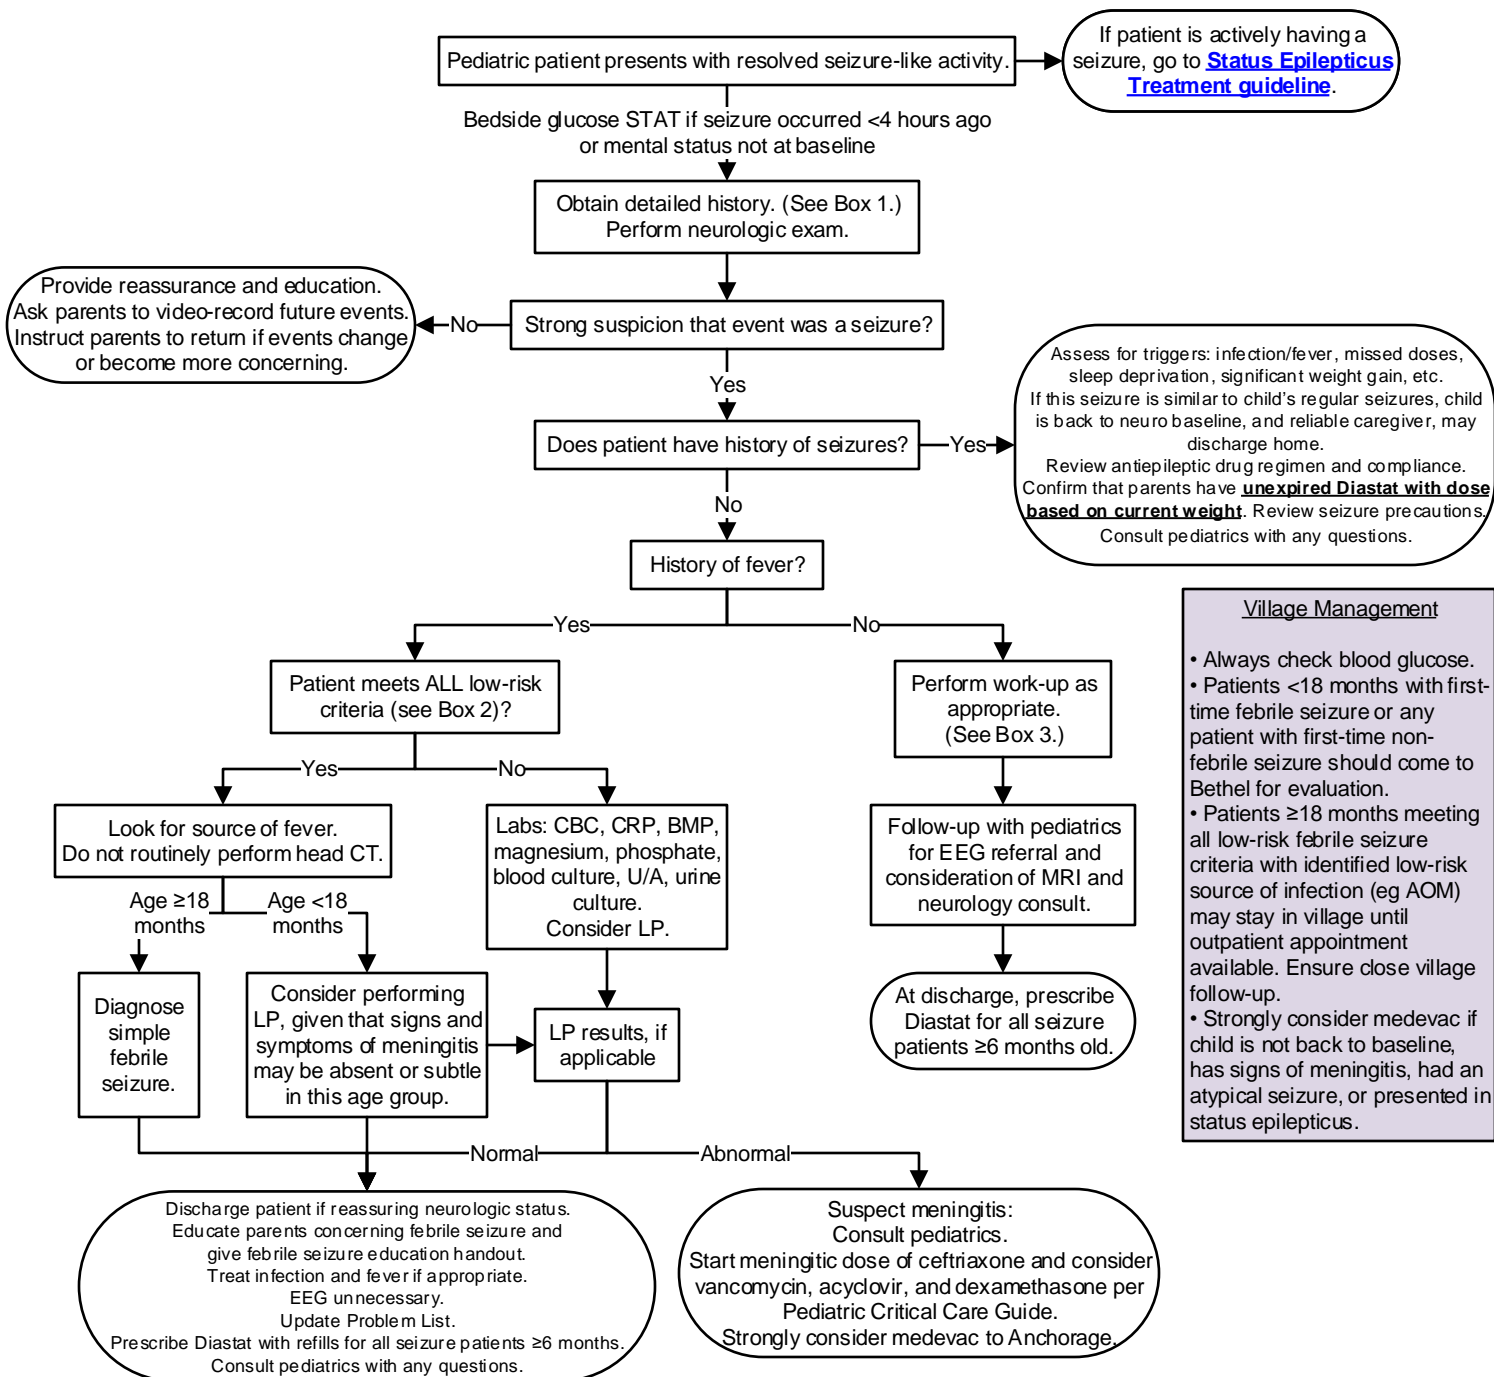 Pediatric patient presents with resolved seizure-like activity.
If patient is actively having a
seizure, go to Status Epilepticus
Treatment guideline.
Bedside glucose STAT if seizure occurred <4 hours ago
or mental status not at baseline
Obtain detailed history. (See Box 1.)
Perform neurologic exam.
Strong suspicion that event was a seizure?
No
Provide reassurance and education.
Ask parents to video-record future events.
Instruct parents to return if events change
or become more concerning.
Yes
Does patient have history of seizures?
Yes
Assess for triggers: infection/fever, missed doses,
sleep deprivation, significant weight gain, etc.
If this seizure is similar to child's regular seizures, child
is back to neuro baseline, and reliable caregiver, may
discharge home.
Review antiepileptic drug regimen and compliance.
Confirm that parents have unexpired Diastat with dose
based on current weight. Review seizure precautions.
Consult pediatrics with any questions.
No
History of fever?
Yes
No
Patient meets ALL low-risk
criteria (see Box 2)?
Perform work-up as
appropriate.
(See Box 3.)
Yes
No
Look for source of fever.
Do not routinely perform head CT.
Labs: CBC, CRP, BMP,
magnesium, phosphate,
blood culture, U/A, urine
culture.
Consider LP.
Follow-up with pediatrics
for EEG referral and
consideration of MRI and
neurology consult.
Age ≥18
months
Age <18
months
Diagnose
simple
febrile
seizure.
Consider performing
LP, given that signs and
symptoms of meningitis
may be absent or subtle
in this age group.
LP results, if
applicable
At discharge, prescribe
Diastat for all seizure
patients ≥6 months old.
Normal
Abnormal
Discharge patient if reassuring neurologic status.
Educate parents concerning febrile seizure and
give febrile seizure education handout.
Treat infection and fever if appropriate.
EEG unnecessary.
Update Problem List.
Prescribe Diastat with refills for all seizure patients ≥6 months.
Consult pediatrics with any questions.
Suspect meningitis:
Consult pediatrics.
Start meningitic dose of ceftriaxone and consider
vancomycin, acyclovir, and dexamethasone per
Pediatric Critical Care Guide.
Strongly consider medevac to Anchorage.
Village Management
• Always check blood glucose.
• Patients <18 months with first-
time febrile seizure or any
patient with first-time non-
febrile seizure should come to
Bethel for evaluation.
• Patients ≥18 months meeting
all low-risk febrile seizure
criteria with identified low-risk
source of infection (eg AOM)
may stay in village until
outpatient appointment
available. Ensure close village
follow-up.
• Strongly consider medevac if
child is not back to baseline,
has signs of meningitis, had an
atypical seizure, or presented in
status epilepticus.